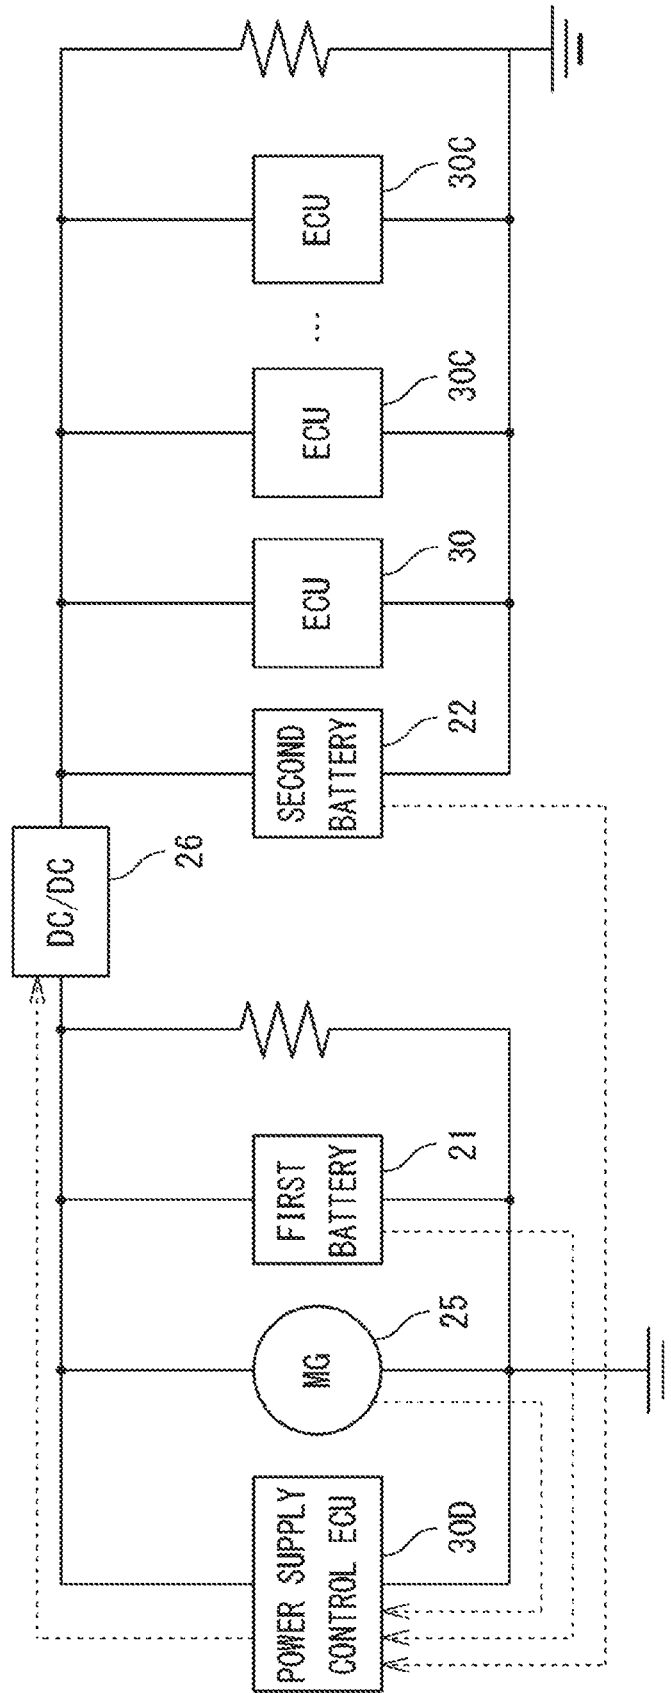 DC/DC
26
POWER SUPPLY
CONTROL ECU
30D
MG
25
FIRST
BATTERY
21
SECOND
BATTERY
22
ECU
30
ECU
30C
...
ECU
30C